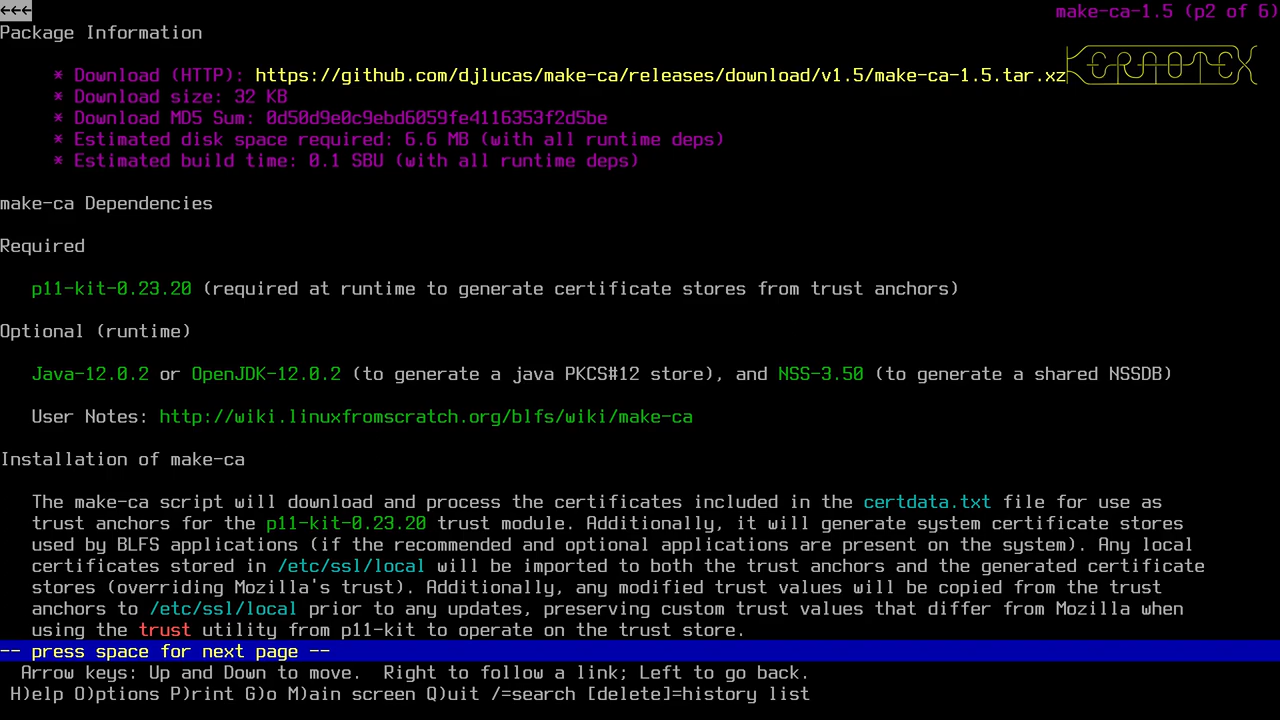 ←←← make-ca-1.5 (p2 of 6)
Package Information
KERAOTEX
* Download (HTTP): https://github.com/djlucas/make-ca/releases/download/v1.5/make-ca-1.5.tar.xz
* Download size: 32 KB
* Download MD5 Sum: 0d50d9e0c9ebd6059fe4116353f2d5be
* Estimated disk space required: 6.6 MB (with all runtime deps)
* Estimated build time: 0.1 SBU (with all runtime deps)
make-ca Dependencies
Required
p11-kit-0.23.20 (required at runtime to generate certificate stores from trust anchors)
Optional (runtime)
Java-12.0.2 or OpenJDK-12.0.2 (to generate a java PKCS#12 store), and NSS-3.50 (to generate a shared NSSDB)
User Notes: http://wiki.linuxfromscratch.org/blfs/wiki/make-ca
Installation of make-ca
The make-ca script will download and process the certificates included in the certdata.txt file for use as
trust anchors for the p11-kit-0.23.20 trust module. Additionally, it will generate system certificate stores
used by BLFS applications (if the recommended and optional applications are present on the system). Any local
certificates stored in /etc/ssl/local will be imported to both the trust anchors and the generated certificate
stores (overriding Mozilla's trust). Additionally, any modified trust values will be copied from the trust
anchors to /etc/ssl/local prior to any updates, preserving custom trust values that differ from Mozilla when
using the trust utility from p11-kit to operate on the trust store.
-- press space for next page --
Arrow keys: Up and Down to move.  Right to follow a link; Left to go back.
H)elp O)ptions P)rint G)o M)ain screen Q)uit /=search [delete]=history list